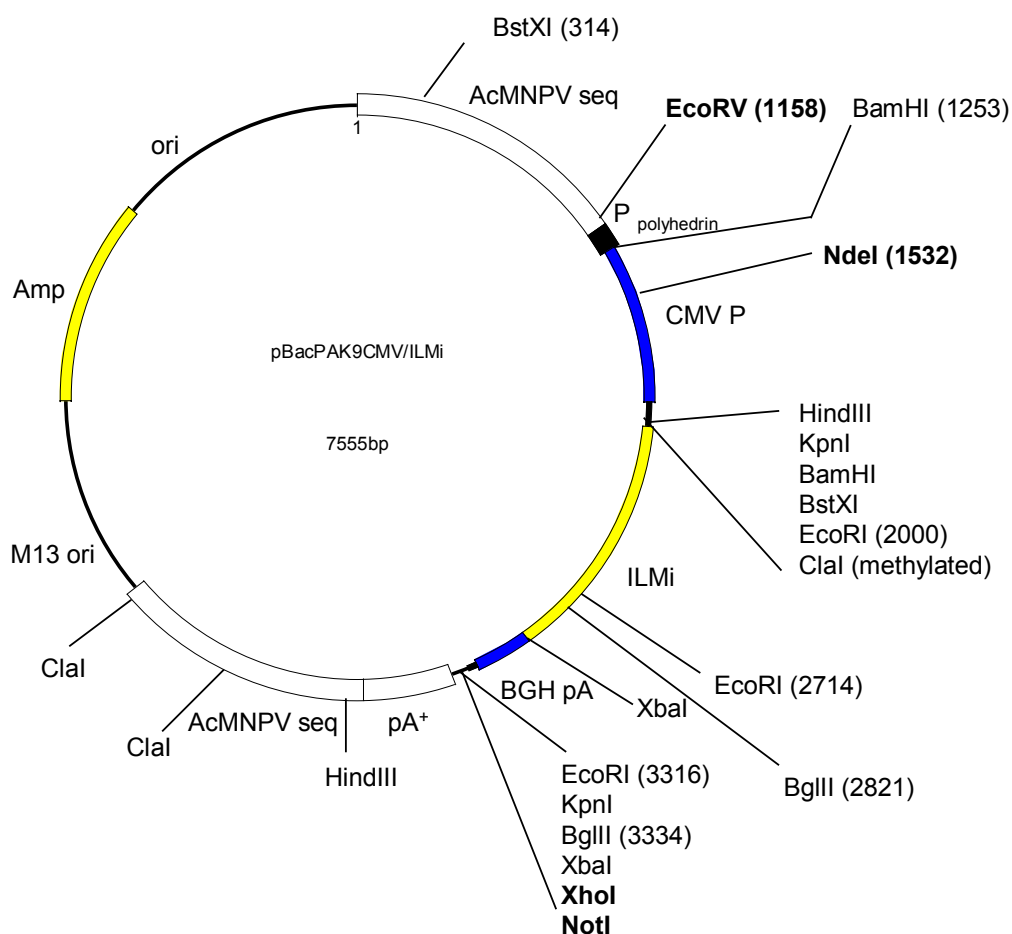 BstXI (314)
AcMNPV seq
EcoRV (1158)
BamHI (1253)
1
ori
P polyhedrin
NdeI (1532)
Amp
CMV P
pBacPAK9CMV/ILMi
7555bp
HindIII
KpnI
BamHI
BstXI
EcoRI (2000)
ClaI (methylated)
M13 ori
ILMi
ClaI
EcoRI (2714)
BGH pA
XbaI
AcMNPV seq
pA+
ClaI
HindIII
BglII (2821)
EcoRI (3316)
KpnI
BglII (3334)
XbaI
XhoI
NotI